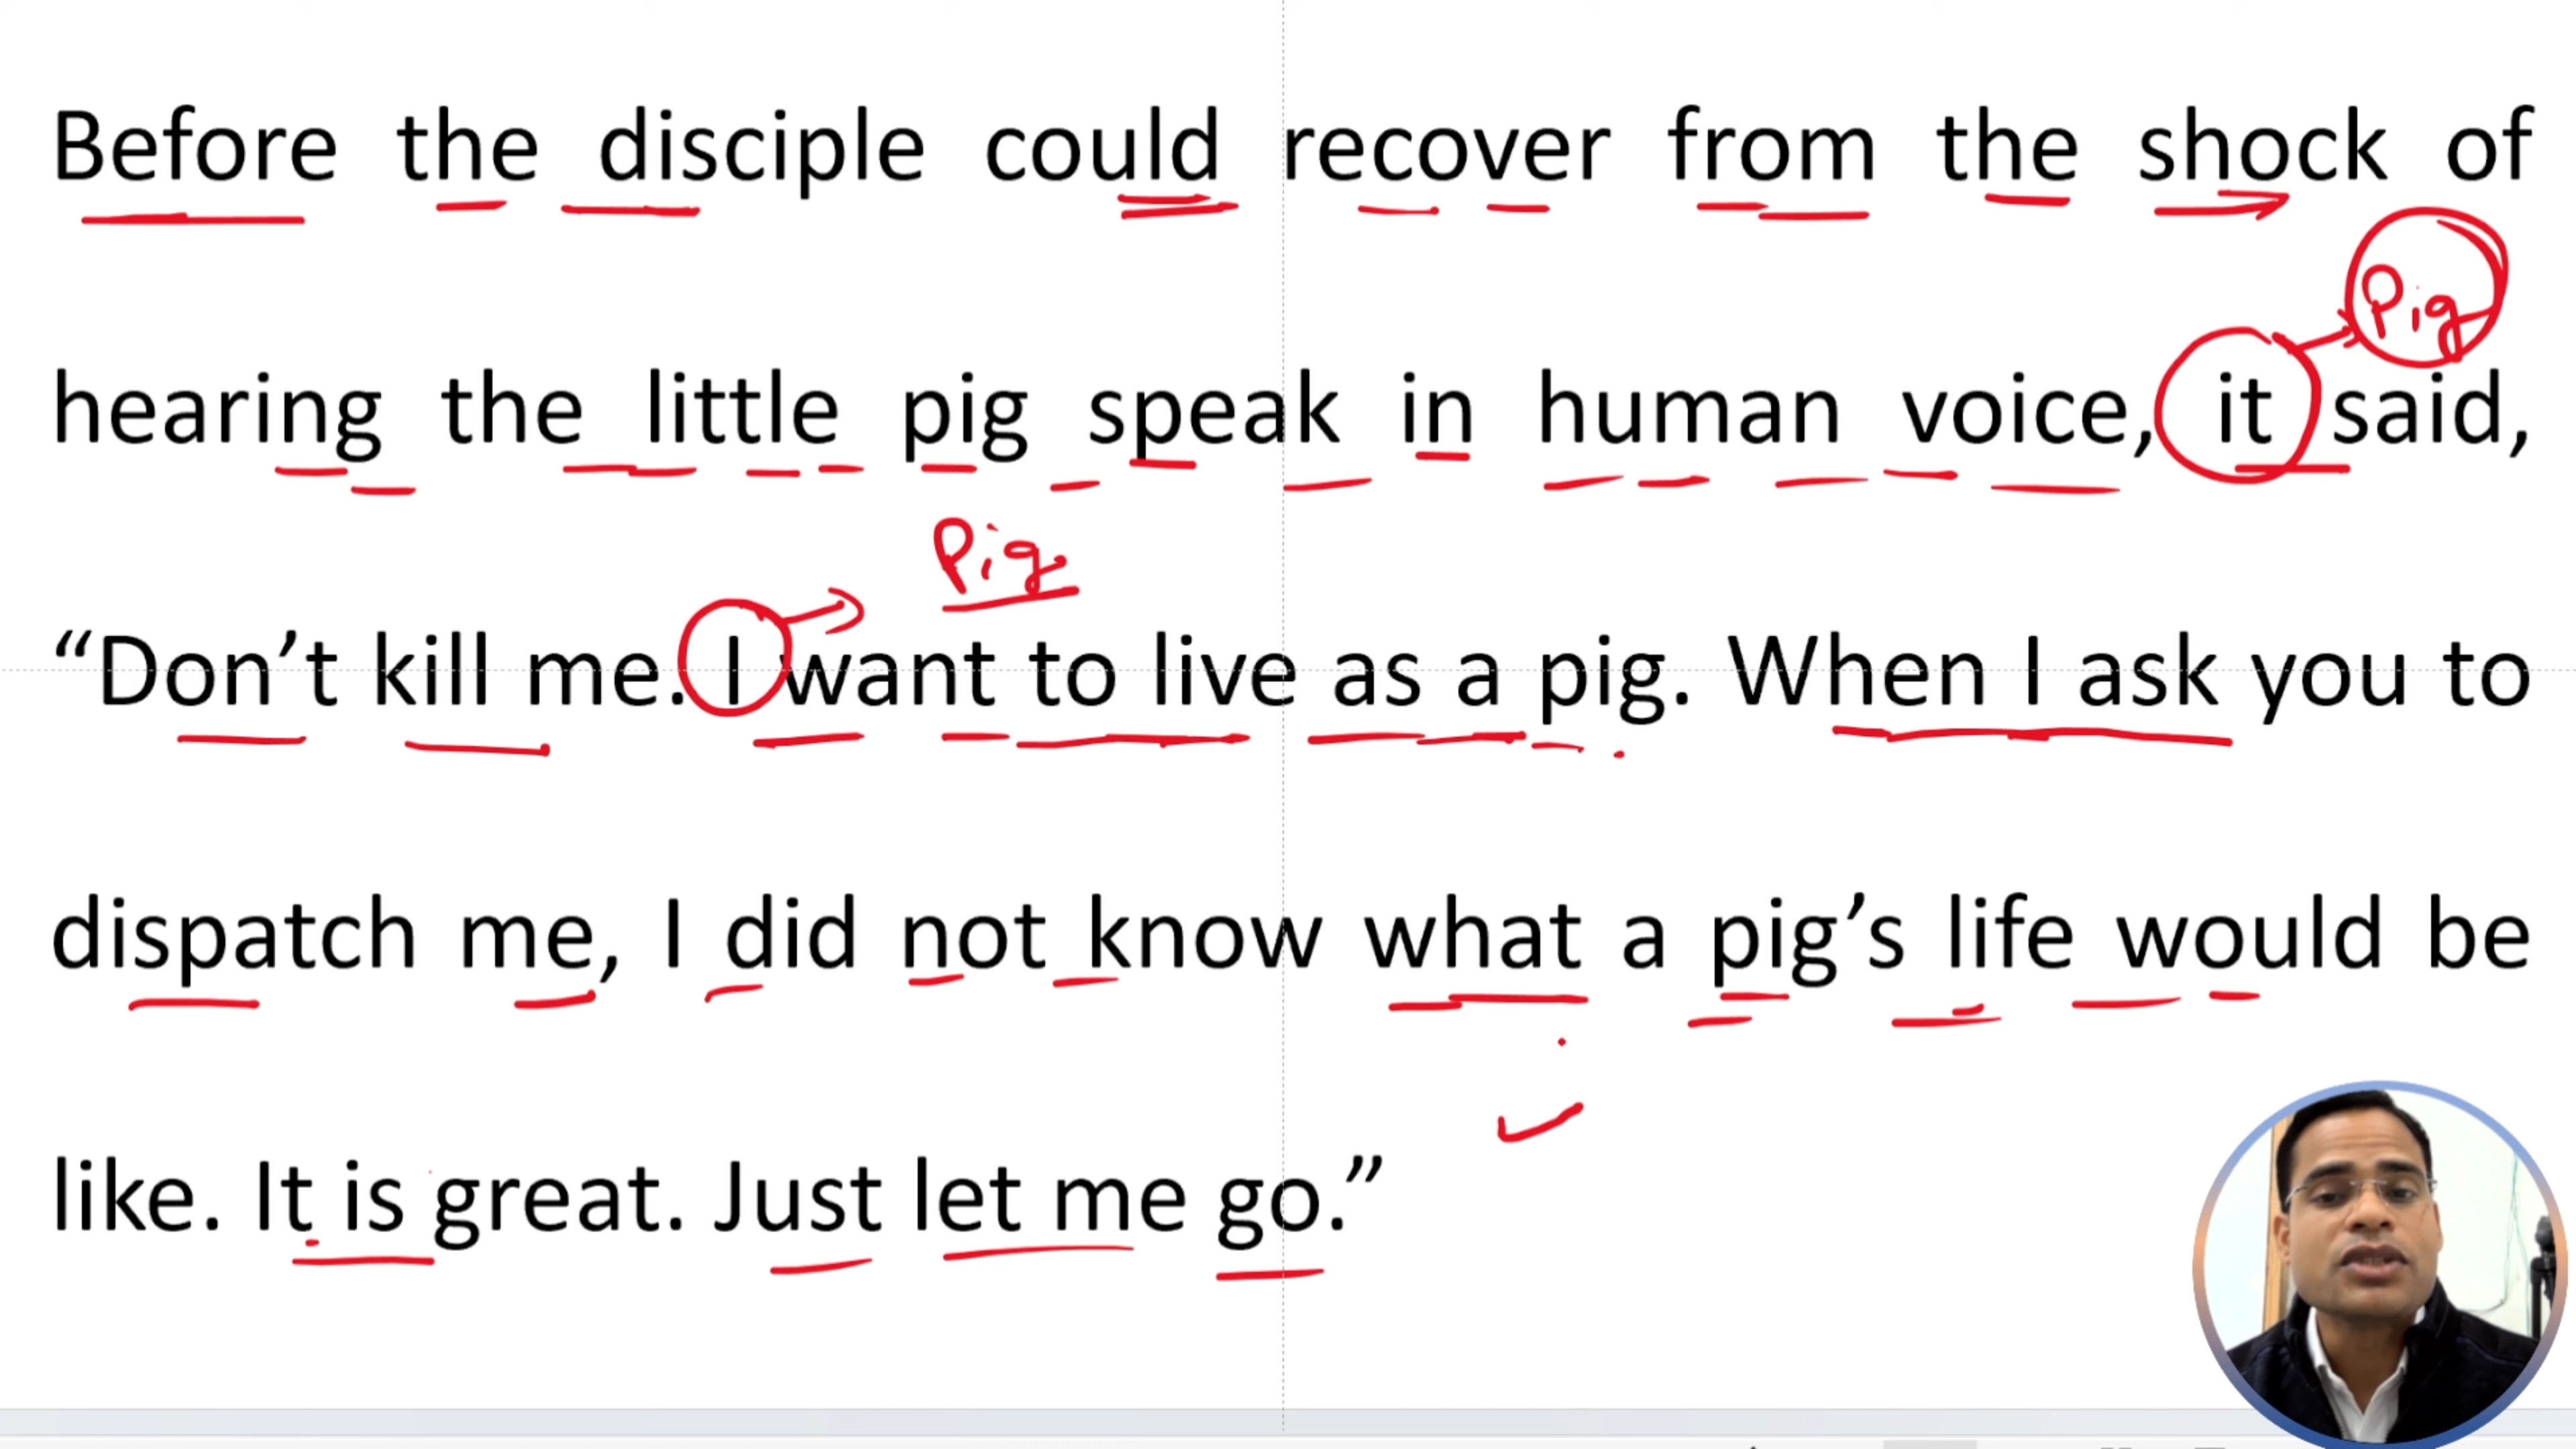 Before the disciple could recover from the shock of
Pig
hearing the little pig speak in human voice, it said,
Pig
“Don’t kill me. I want to live as a pig. When I ask you to
dispatch me, I did not know what a pig’s life would be
like. It is great. Just let me go.”